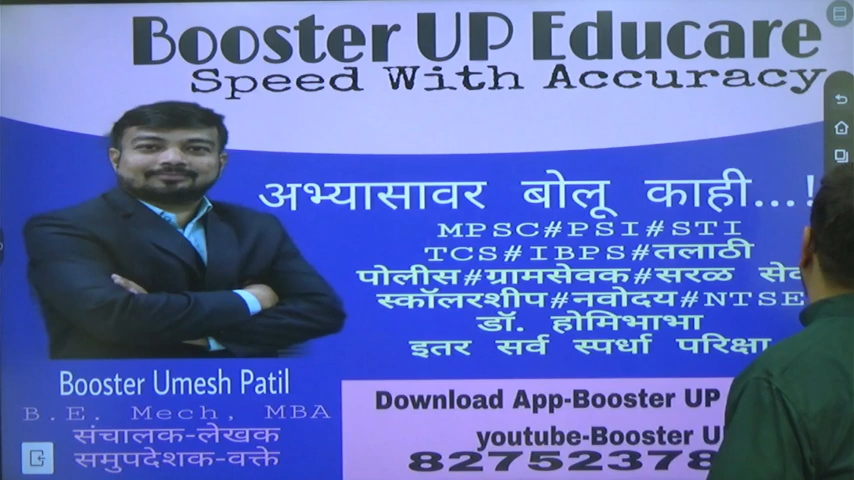 Booster UP Educare
Speed With Accuracy
अभ्यासावर बोलू काही...!
MPSC#PSI#STI
TCS#IBPS#तलाठी
पोलीस#ग्रामसेवक#सरळ
स्कॉलरशीप#नवोदय#NTSE
डॉ. होमिभाभा
इतर सर्व स्पर्धा परिक्षा
Booster Umesh Patil
B.E. Mech, MBA
संचालक-लेखक
समुपदेशक-वक्ते
Download App-Booster UP
youtube-Booster
8275237